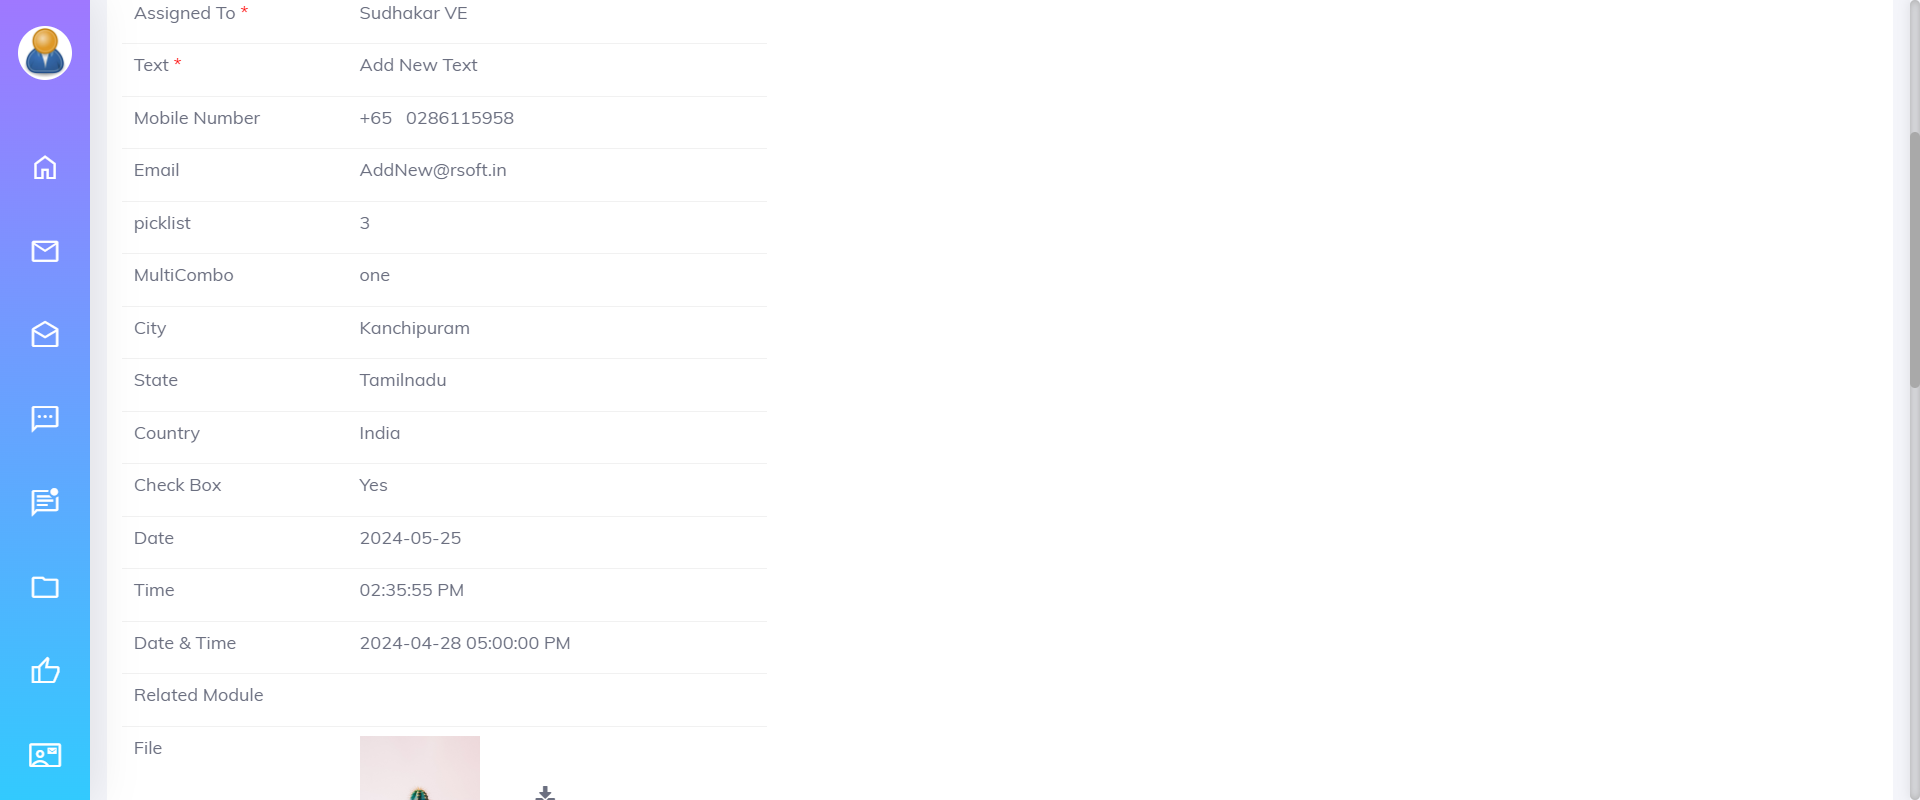 Assigned To * Sudhakar VE
Text * Add New Text
Mobile Number +65 0286115958
Email AddNew@rsoft.in
picklist 3
MultiCombo one
City Kanchipuram
State Tamilnadu
Country India
Check Box Yes
Date 2024-05-25
Time 02:35:55 PM
Date & Time 2024-04-28 05:00:00 PM
Related Module
File